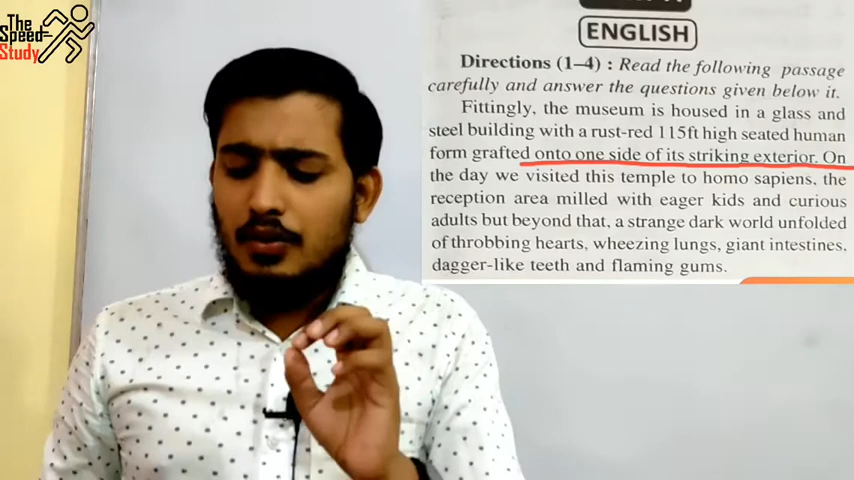 The
Speed
Study
ENGLISH
Directions (1–4) : Read the following passage
carefully and answer the questions given below it.
Fittingly, the museum is housed in a glass and
steel building with a rust-red 115ft high seated human
form grafted onto one side of its striking exterior. On
the day we visited this temple to homo sapiens, the
reception area milled with eager kids and curious
adults but beyond that, a strange dark world unfolded
of throbbing hearts, wheezing lungs, giant intestines,
dagger-like teeth and flaming gums.